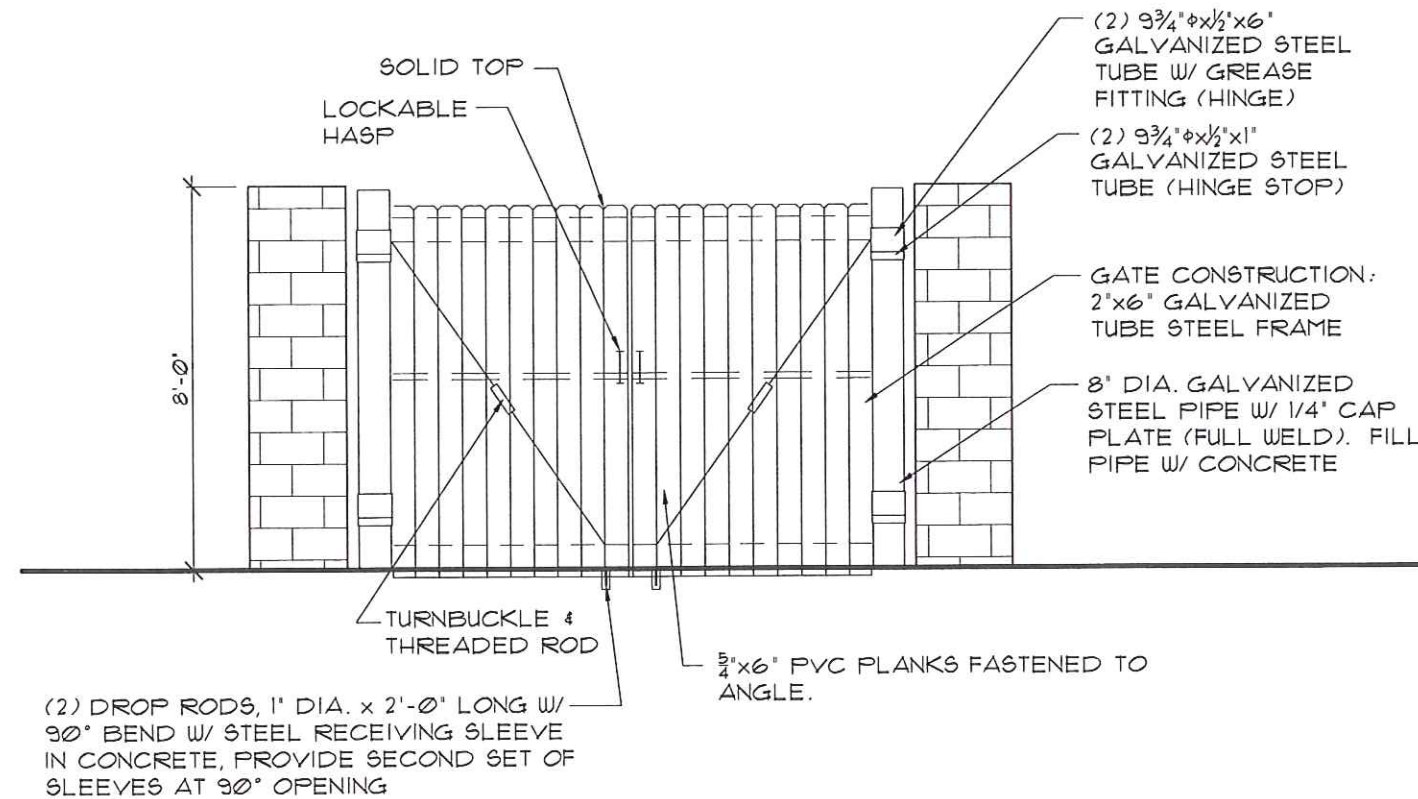 SOLID TOP
LOCKABLE
HASP
(2) 9¾"ϕx½"x6"
GALVANIZED STEEL
TUBE W/ GREASE
FITTING (HINGE)
(2) 9¾"ϕx½"x1"
GALVANIZED STEEL
TUBE (HINGE STOP)
GATE CONSTRUCTION:
2"x6" GALVANIZED
TUBE STEEL FRAME
8'-0"
8" DIA. GALVANIZED
STEEL PIPE W/ 1/4" CAP
PLATE (FULL WELD). FILL
PIPE W/ CONCRETE
TURNBUCKLE &
THREADED ROD
5/4"x6" PVC PLANKS FASTENED TO
ANGLE.
(2) DROP RODS, 1" DIA. x 2'-0" LONG W/
90° BEND W/ STEEL RECEIVING SLEEVE
IN CONCRETE, PROVIDE SECOND SET OF
SLEEVES AT 90° OPENING